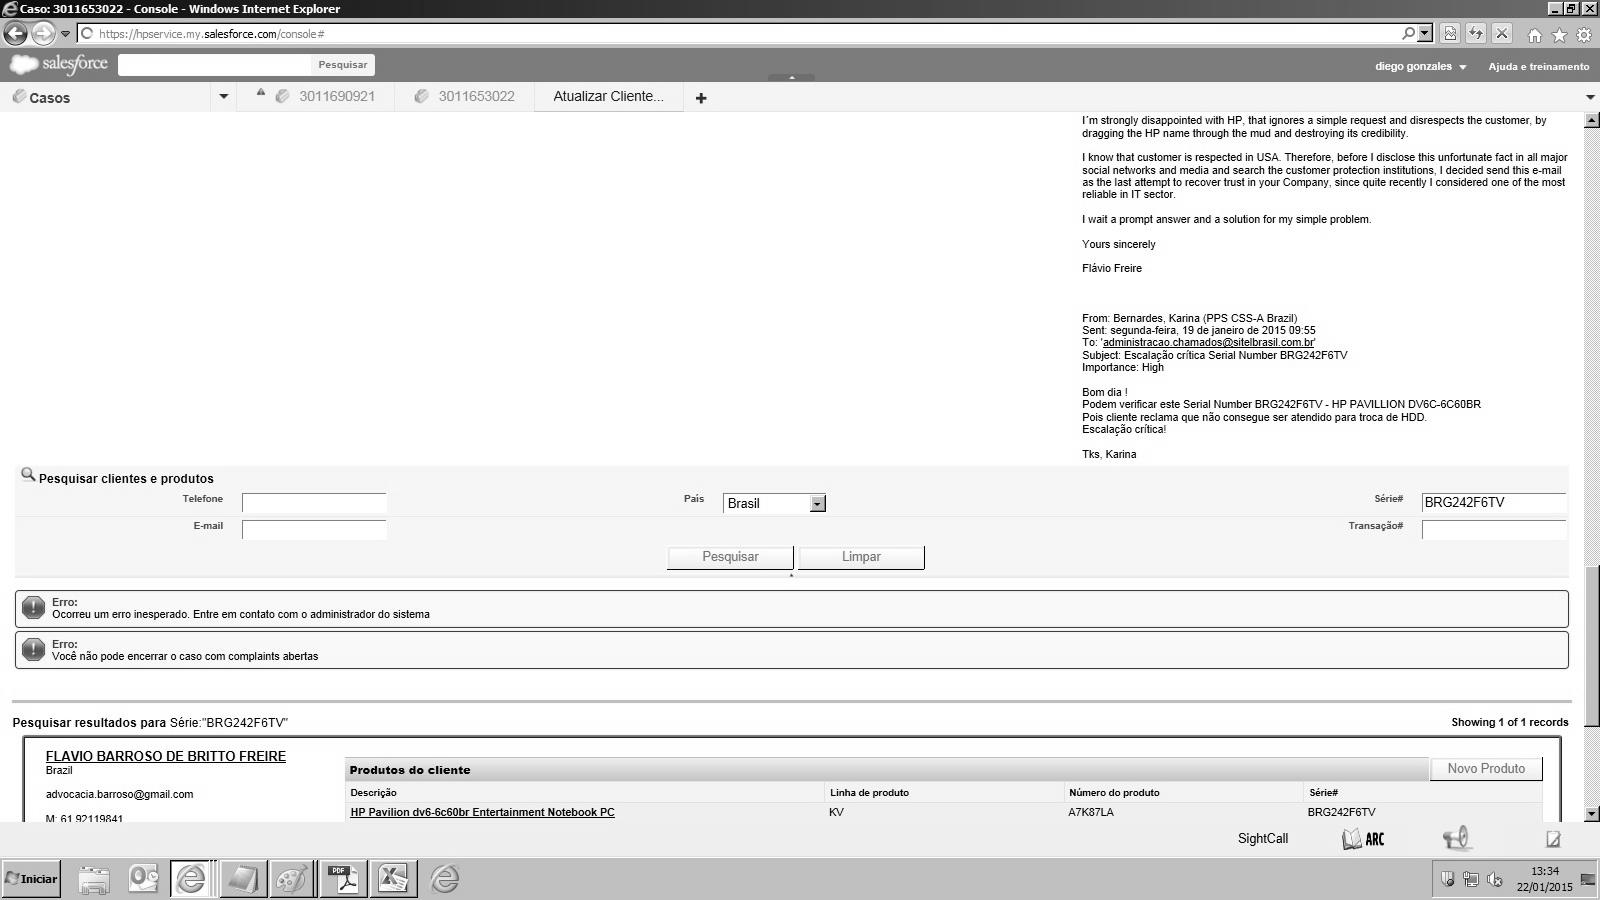 Caso: 3011653022 - Console - Windows Internet Explorer
https://hpservice.my.salesforce.com/console#
salesforce
Pesquisar
diego gonzales
Ajuda e treinamento
Casos
3011690921
3011653022
Atualizar Cliente...
I´m strongly disappointed with HP, that ignores a simple request and disrespects the customer, by
dragging the HP name through the mud and destroying its credibility.
I know that customer is respected in USA. Therefore, before I disclose this unfortunate fact in all major
social networks and media and search the customer protection institutions, I decided send this e-mail
as the last attempt to recover trust in your Company, since quite recently I considered one of the most
reliable in IT sector.
I wait a prompt answer and a solution for my simple problem.
Yours sincerely
Flávio Freire
From: Bernardes, Karina (PPS CSS-A Brazil)
Sent: segunda-feira, 19 de janeiro de 2015 09:55
To: 'administracao.chamados@sitelbrasil.com.br'
Subject: Escalação crítica Serial Number BRG242F6TV
Importance: High
Bom dia !
Podem verificar este Serial Number BRG242F6TV - HP PAVILLION DV6C-6C60BR
Pois cliente reclama que não consegue ser atendido para troca de HDD.
Escalação crítica!
Tks, Karina
Pesquisar clientes e produtos
Telefone
País
Brasil
Série#
BRG242F6TV
E-mail
Transação#
Pesquisar
Limpar
Erro:
Ocorreu um erro inesperado. Entre em contato com o administrador do sistema
Erro:
Você não pode encerrar o caso com complaints abertas
Pesquisar resultados para Série:"BRG242F6TV"
Showing 1 of 1 records
FLAVIO BARROSO DE BRITTO FREIRE
Brazil
advocacia.barroso@gmail.com
M: 61 92119841
Produtos do cliente
Novo Produto
Descrição
Linha de produto
Número do produto
Série#
HP Pavilion dv6-6c60br Entertainment Notebook PC
KV
A7K87LA
BRG242F6TV
SightCall
ARC
Iniciar
PDF
13:34
22/01/2015